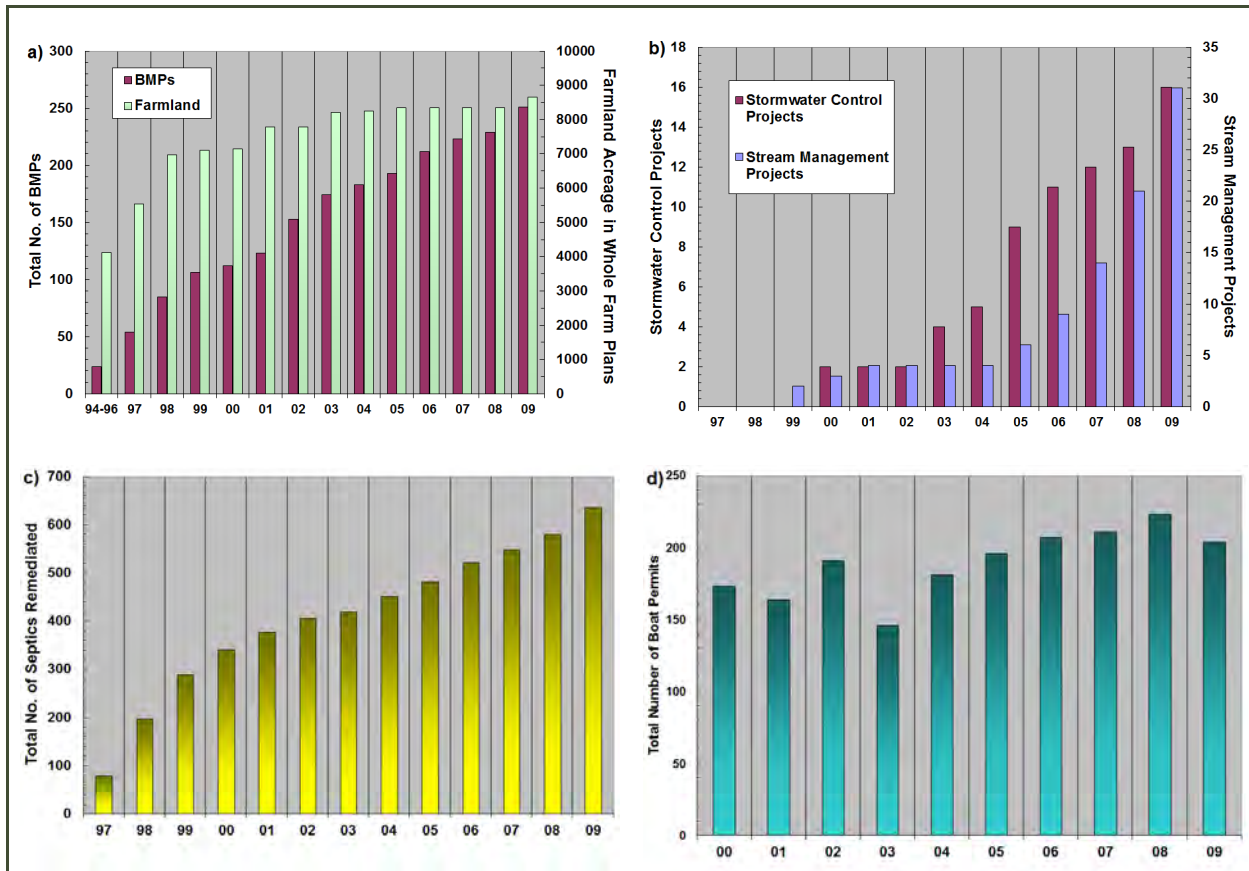 a)
300
250
200
150
100
50
0
Total No. of BMPs
BMPs
Farmland
10000
9000
8000
7000
6000
5000
4000
3000
2000
1000
0
Farmland Acreage in Whole Farm Plans
94-96 97 98 99 00 01 02 03 04 05 06 07 08 09
b)
18
16
14
12
10
8
6
4
2
0
Stormwater Control Projects
Stormwater Control
Projects
Stream Management
Projects
35
30
25
20
15
10
5
0
Stream Management Projects
97 98 99 00 01 02 03 04 05 06 07 08 09
c)
700
600
500
400
300
200
100
0
Total No. of Septics Remediated
97 98 99 00 01 02 03 04 05 06 07 08 09
d)
250
200
150
100
50
0
Total Number of Boat Permits
00 01 02 03 04 05 06 07 08 09